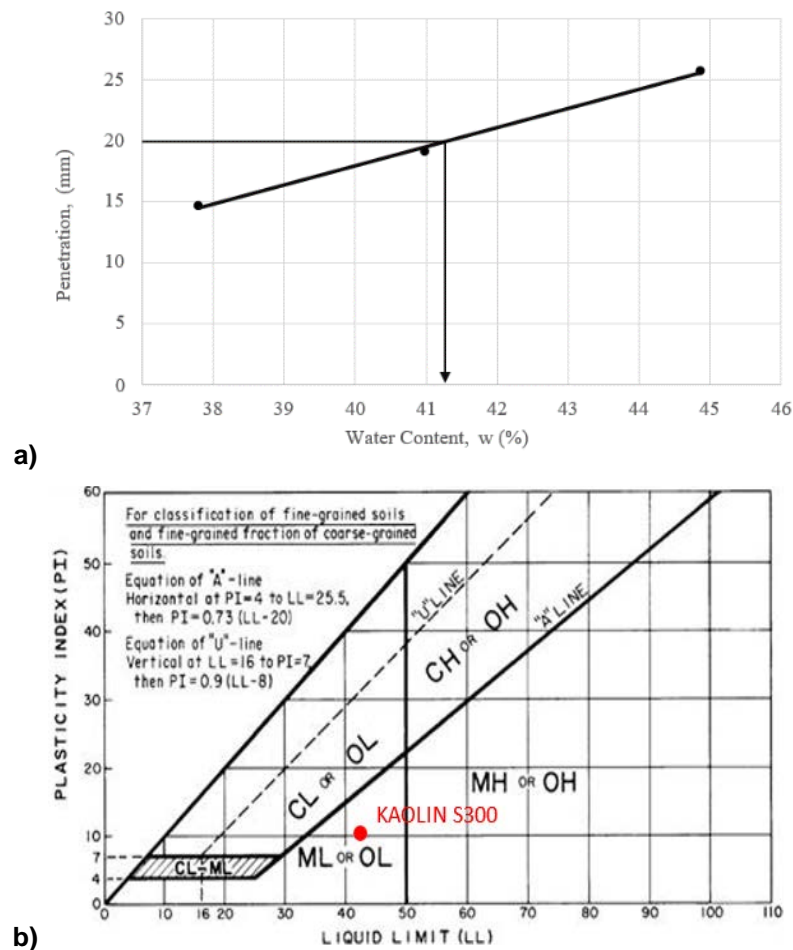 30
25
20
15
10
5
0
Penetration, (mm)
37 38 39 40 41 42 43 44 45 46
Water Content, w (%)
a)
60
50
40
30
20
10
7
4
0
PLASTICITY INDEX (PI)
For classification of fine-grained soils
and fine-grained fraction of coarse-grained
soils.
Equation of "A"-line
Horizontal at PI=4 to LL=25.5,
then PI=0.73 (LL-20)
Equation of "U"-line
Vertical at LL=16 to PI=7,
then PI=0.9 (LL-8)
"U" LINE
"A" LINE
CH OR OH
CL OR OL
MH OR OH
KAOLIN S300
ML OR OL
CL-ML
0 10 16 20 30 40 50 60 70 80 90 100 110
LIQUID LIMIT (LL)
b)